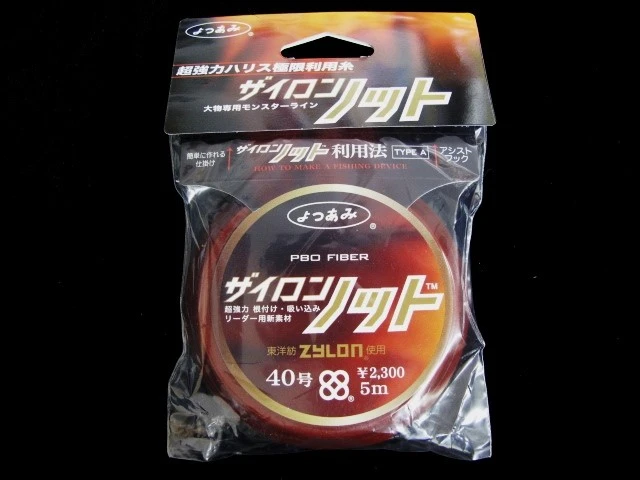 よつあみ®
超強力ハリス極限利用糸
ザイロンノット
大物専用モンスターライン
簡単に作れる
仕掛け
ザイロンノット利用法 TYPE A
アシスト
フック
HOW TO MAKE A FISHING DEVICE
よつあみ®
PBO FIBER
ザイロンノット™
超強力 根付け・吸い込み
リーダー用新素材
東洋紡 ZYLON® 使用
40号 ® ¥2,300
5m